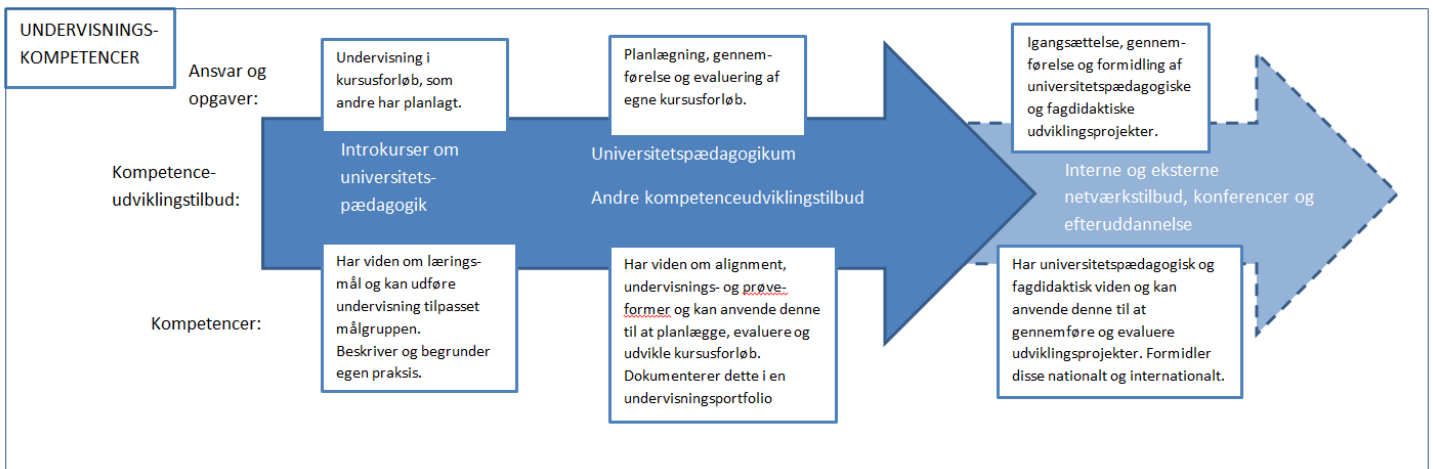 UNDERVISNINGS-
KOMPETENCER
Ansvar og
opgaver:
Undervisning i
kursusforløb, som
andre har planlagt.
Planlægning, gennem-
førelse og evaluering af
egne kursusforløb.
Igangsættelse, gennem-
førelse og formidling af
universitetspædagogiske
og fagdidaktiske
udviklingsprojekter.
Kompetence-
udviklingstilbud:
Introkurser om
universitets-
pædagogik
Universitetspædagogikum
Andre kompetenceudviklingstilbud
Interne og eksterne
netværkstilbud, konferencer og
efteruddannelse
Kompetencer:
Har viden om lærings-
mål og kan udføre
undervisning tilpasset
målgruppen.
Beskriver og begrunder
egen praksis.
Har viden om alignment,
undervisnings- og prøve-
former og kan anvende denne
til at planlægge, evaluere og
udvikle kursusforløb.
Dokumenterer dette i en
undervisningsportfolio
Har universitetspædagogisk og
fagdidaktisk viden og kan
anvende denne til at
gennemføre og evaluere
udviklingsprojekter. Formidler
disse nationalt og internationalt.